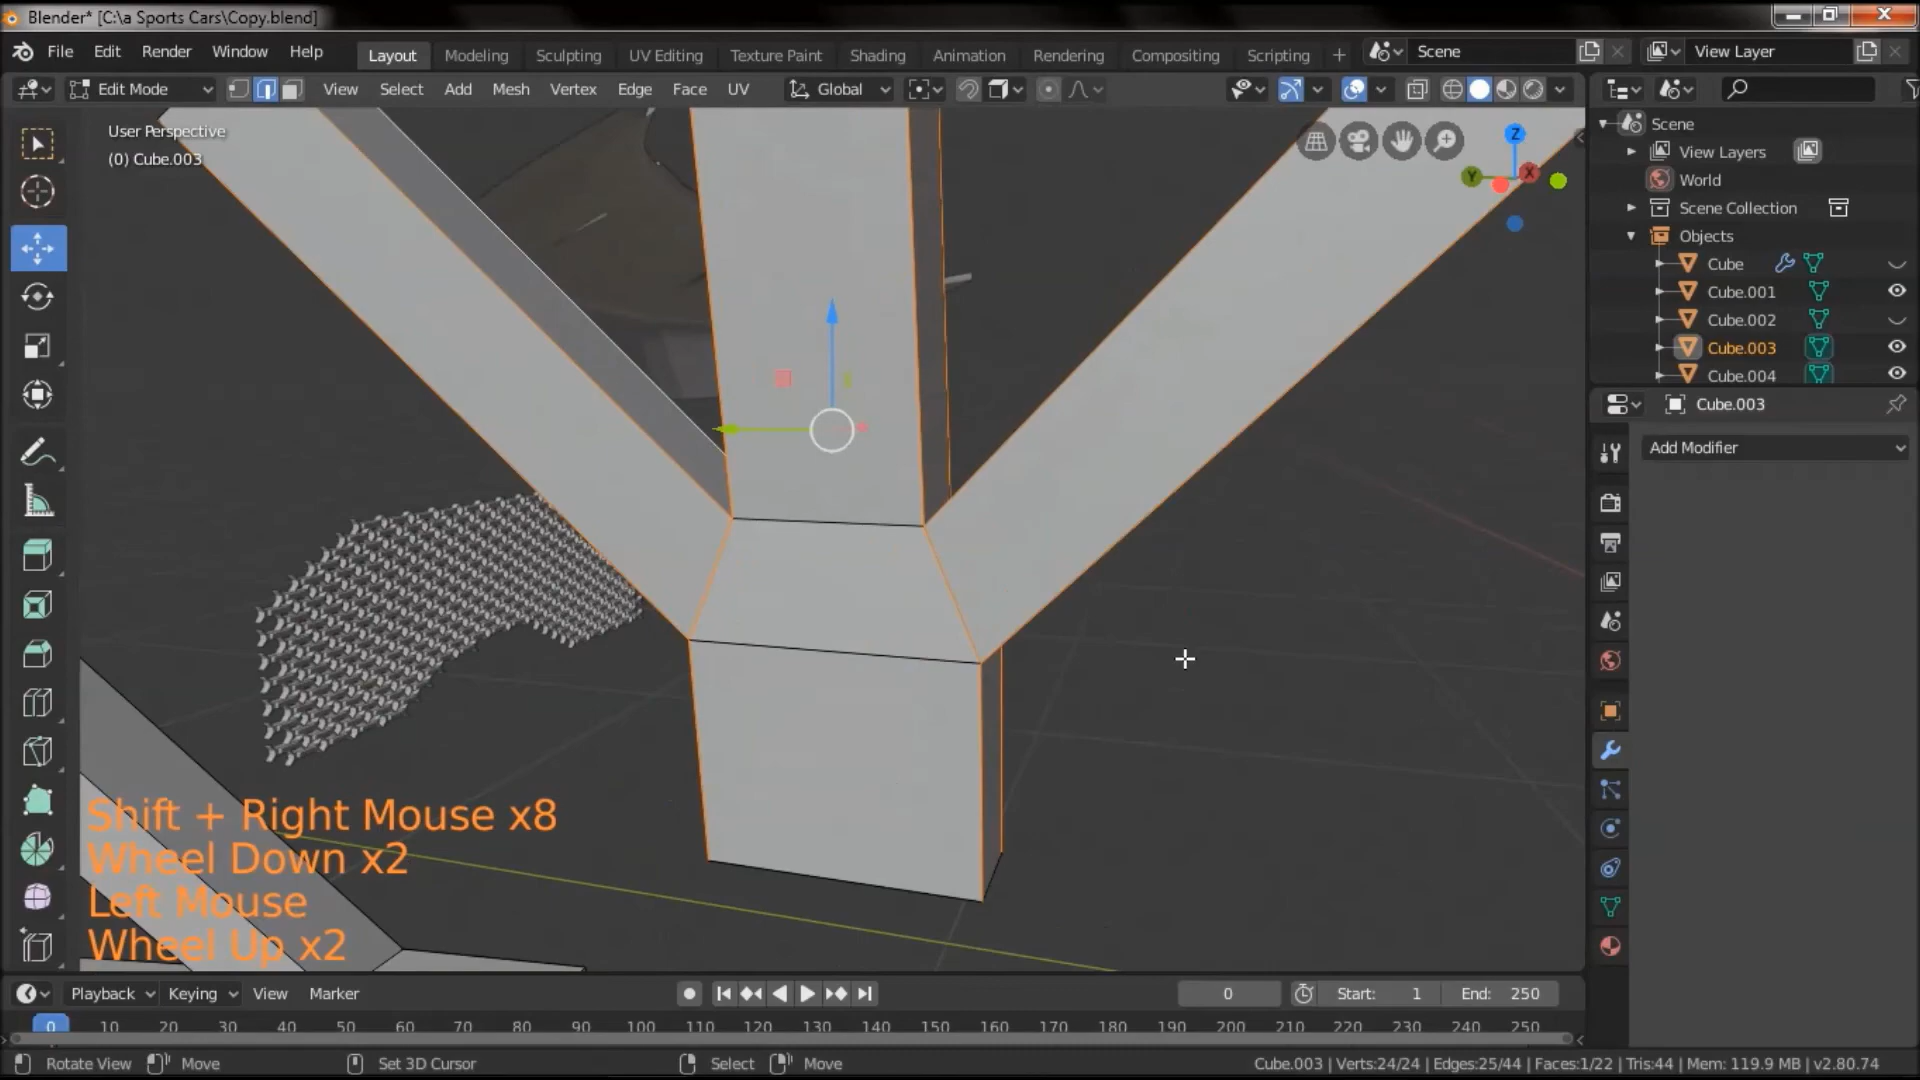 Blender* [C:\a Sports Cars\Copy.blend]
File Edit Render Window Help
Layout Modeling Sculpting UV Editing Texture Paint Shading Animation Rendering Compositing Scripting +
Scene
View Layer
Edit Mode
View Select Add Mesh Vertex Edge Face UV
Global
User Perspective
(0) Cube.003
Z
Y
X
Scene
View Layers
World
Scene Collection
Objects
Cube
Cube.001
Cube.002
Cube.003
Cube.004
Cube.003
Add Modifier
Shift + Right Mouse x8
Wheel Down x2
Left Mouse
Wheel Up x2
Playback Keying View Marker
0
Start: 1
End: 250
0 10 20 30 40 50 60 70 80 90 100 110 120 130 140 150 160 170 180 190 200 210 220 230 240 250
Rotate View Move Set 3D Cursor Select Move
Cube.003 | Verts:24/24 | Edges:25/44 | Faces:1/22 | Tris:44 | Mem: 119.9 MB | v2.80.74